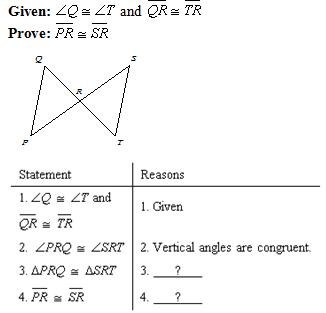 Given: ∠Q ≅ ∠T and QR ≅ TR
Prove: PR ≅ SR
Q
S
R
P
T
Statement Reasons
1. ∠Q ≅ ∠T and
QR ≅ TR
1. Given
2. ∠PRQ ≅ ∠SRT 2. Vertical angles are congruent.
3. ΔPRQ ≅ ΔSRT 3. ___?___
4. PR ≅ SR 4. ___?___